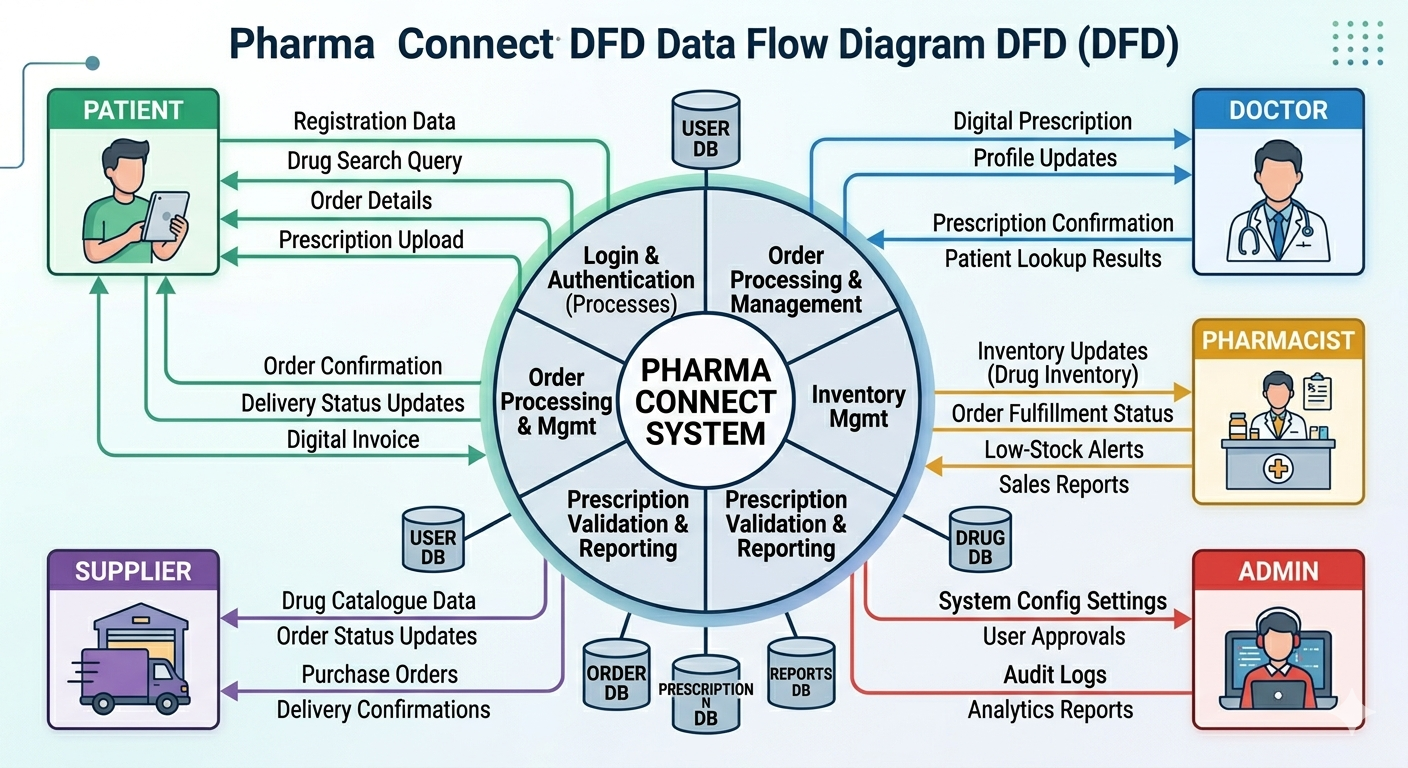 Pharma Connect DFD Data Flow Diagram DFD (DFD)
PATIENT
Registration Data
Drug Search Query
Order Details
Prescription Upload
Order Confirmation
Delivery Status Updates
Digital Invoice
USER
DB
DOCTOR
Digital Prescription
Profile Updates
Prescription Confirmation
Patient Lookup Results
Login &
Authentication
(Processes)
Order
Processing &
Management
Order
Processing
& Mgmt
PHARMA
CONNECT
SYSTEM
Inventory
Mgmt
Prescription
Validation &
Reporting
Prescription
Validation &
Reporting
PHARMACIST
Inventory Updates
(Drug Inventory)
Order Fulfillment Status
Low-Stock Alerts
Sales Reports
USER
DB
DRUG
DB
SUPPLIER
Drug Catalogue Data
Order Status Updates
Purchase Orders
Delivery Confirmations
ORDER
DB
PRESCRIPTION
N
DB
REPORTS
DB
ADMIN
System Config Settings
User Approvals
Audit Logs
Analytics Reports